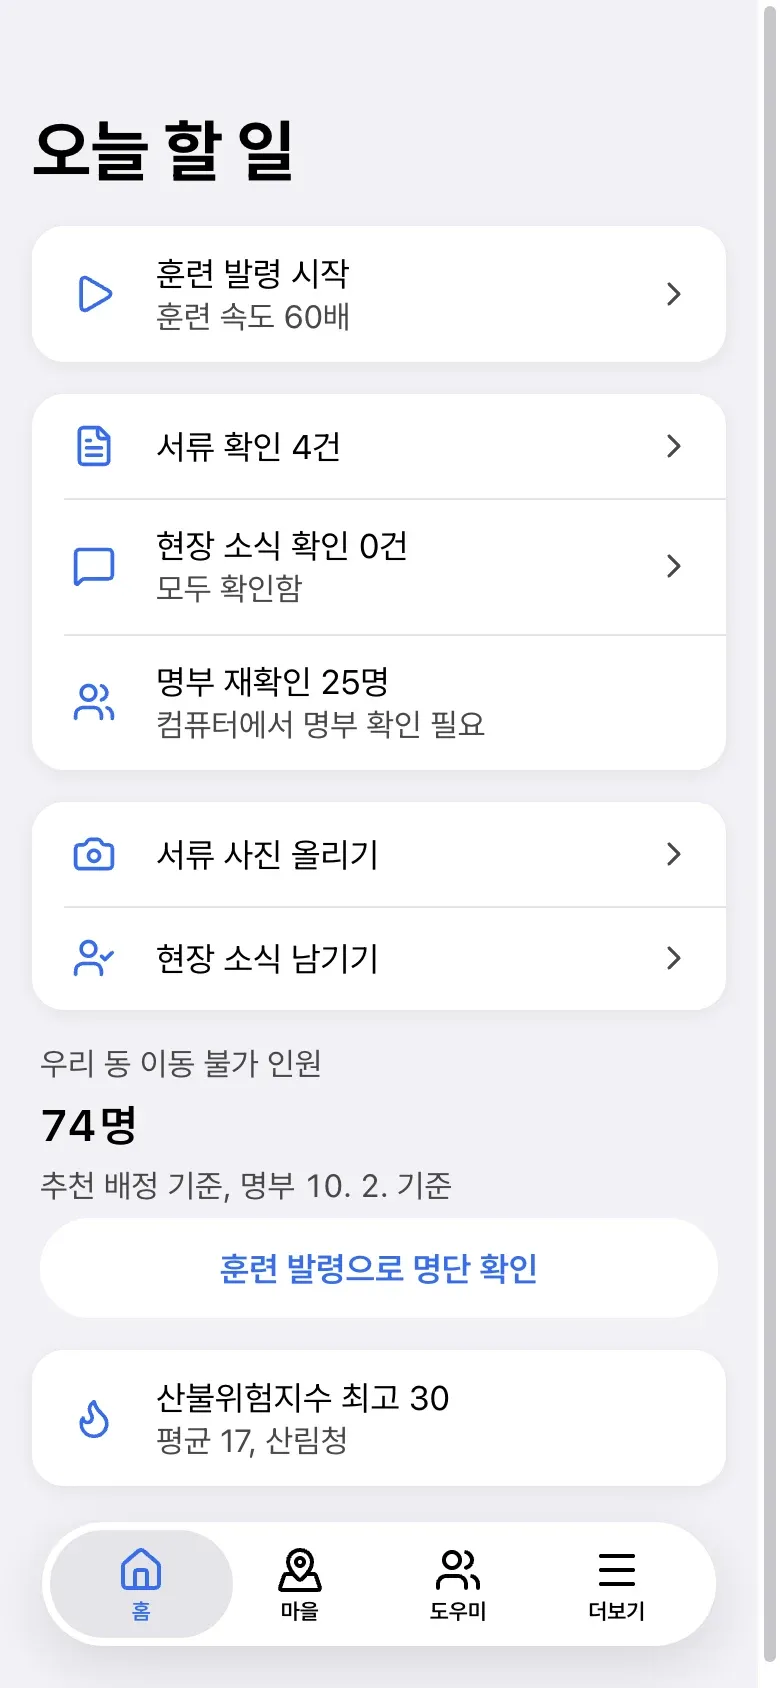 오늘 할 일
훈련 발령 시작
훈련 속도 60배
서류 확인 4건
현장 소식 확인 0건
모두 확인함
명부 재확인 25명
컴퓨터에서 명부 확인 필요
서류 사진 올리기
현장 소식 남기기
우리 동 이동 불가 인원
74명
추천 배정 기준, 명부 10. 2. 기준
훈련 발령으로 명단 확인
산불위험지수 최고 30
평균 17, 산림청
홈 마을 도우미 더보기